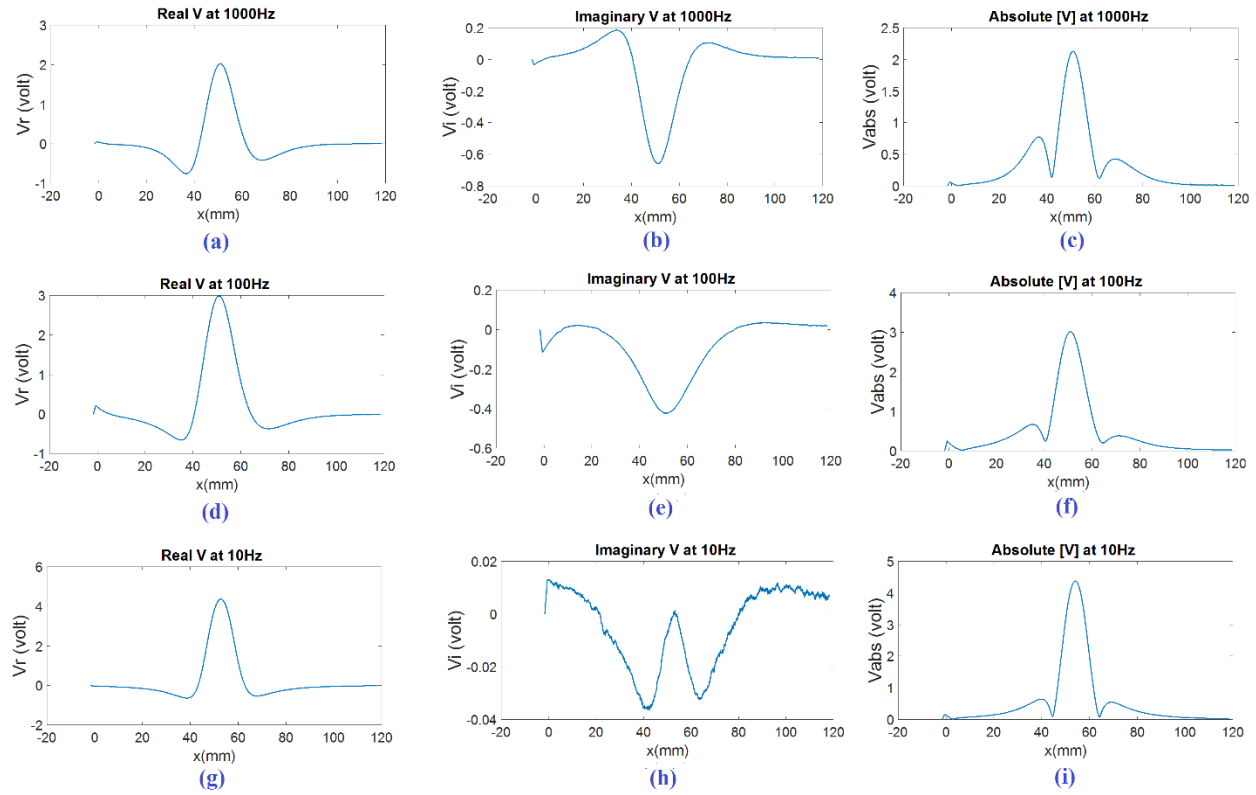 Real V at 1000Hz
Vr (volt)
3
2
1
0
-1
-20 0 20 40 60 80 100 120
x(mm)
(a)
Imaginary V at 1000Hz
Vi (volt)
0.2
0
-0.2
-0.4
-0.6
-0.8
-20 0 20 40 60 80 100 120
x(mm)
(b)
Absolute [V] at 1000Hz
Vabs (volt)
2.5
2
1.5
1
0.5
0
-20 0 20 40 60 80 100 120
x(mm)
(c)
Real V at 100Hz
Vr (volt)
3
2
1
0
-1
-20 0 20 40 60 80 100 120
x(mm)
(d)
Imaginary V at 100Hz
Vi (volt)
0.2
0
-0.2
-0.4
-0.6
-20 0 20 40 60 80 100 120
x(mm)
(e)
Absolute [V] at 100Hz
Vabs (volt)
4
3
2
1
0
-20 0 20 40 60 80 100 120
x(mm)
(f)
Real V at 10Hz
Vr (volt)
6
4
2
0
-2
-20 0 20 40 60 80 100 120
x(mm)
(g)
Imaginary V at 10Hz
Vi (volt)
0.02
0
-0.02
-0.04
-20 0 20 40 60 80 100 120
x(mm)
(h)
Absolute [V] at 10Hz
Vabs (volt)
5
4
3
2
1
0
-20 0 20 40 60 80 100 120
x(mm)
(i)